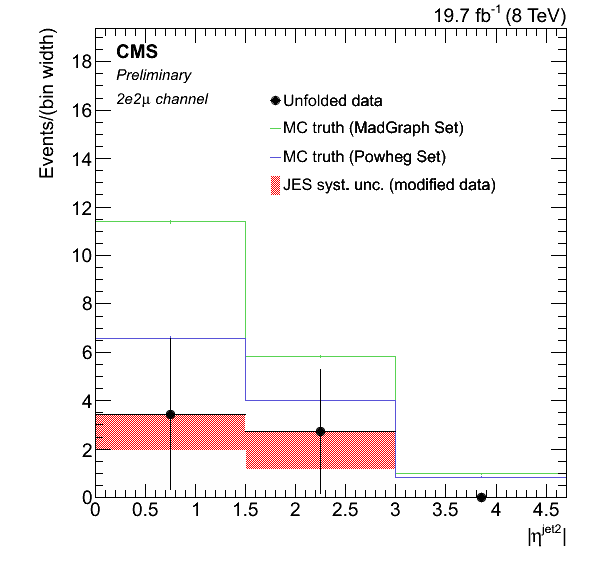 19.7 fb⁻¹ (8 TeV)
CMS
Preliminary
2e2μ channel
Events/(bin width)
Unfolded data
MC truth (MadGraph Set)
MC truth (Powheg Set)
JES syst. unc. (modified data)
18
16
14
12
10
8
6
4
2
0
0 0.5 1 1.5 2 2.5 3 3.5 4 4.5
|η^jet2|